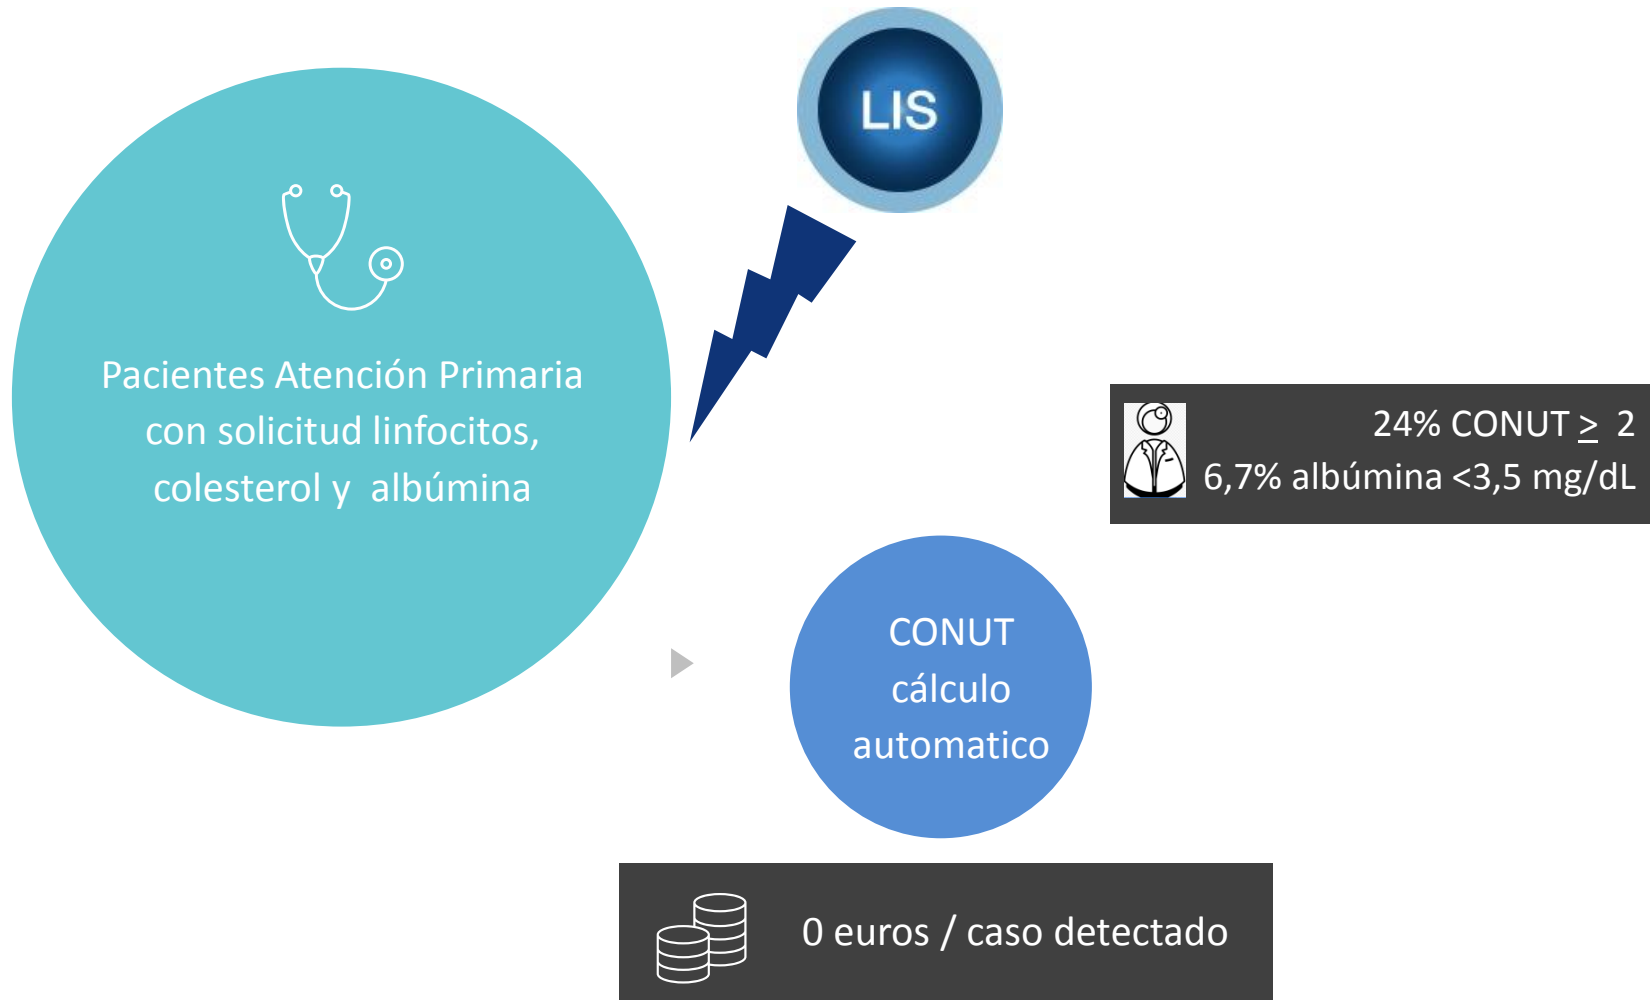 LIS
Pacientes Atención Primaria
con solicitud linfocitos,
colesterol y albúmina
24% CONUT ≥ 2
6,7% albúmina <3,5 mg/dL
CONUT
cálculo
automatico
0 euros / caso detectado